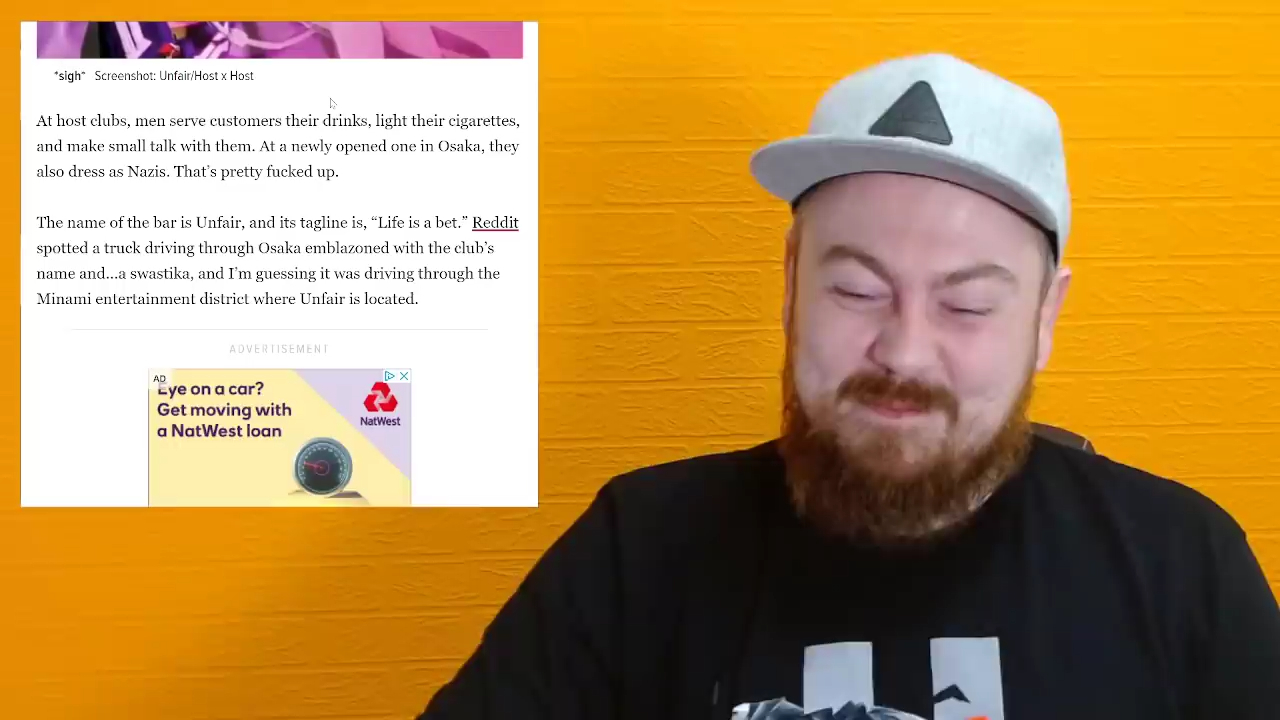 *sigh* Screenshot: Unfair/Host x Host
At host clubs, men serve customers their drinks, light their cigarettes,
and make small talk with them. At a newly opened one in Osaka, they
also dress as Nazis. That's pretty fucked up.
The name of the bar is Unfair, and its tagline is, “Life is a bet.” Reddit
spotted a truck driving through Osaka emblazoned with the club's
name and...a swastika, and I'm guessing it was driving through the
Minami entertainment district where Unfair is located.
ADVERTISEMENT
AD
Eye on a car?
Get moving with
a NatWest loan
NatWest